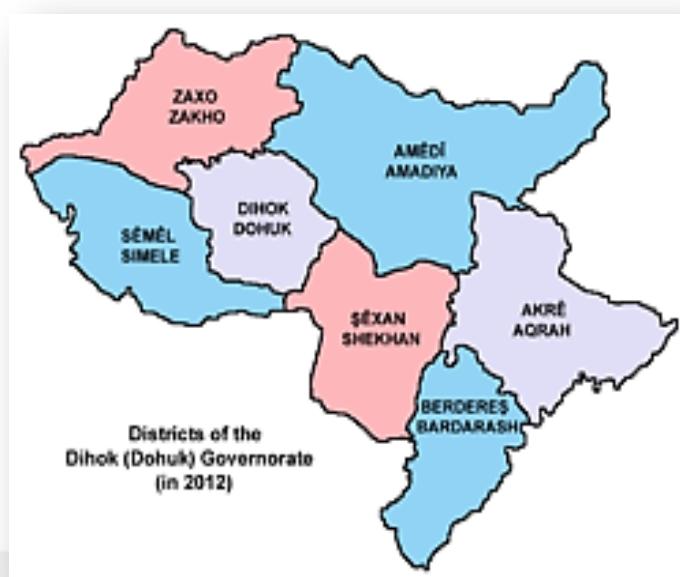 ZAXO
ZAKHO
AMÊDÎ
AMADIYA
DIHOK
DOHUK
SÊMÊL
SIMELE
ŞÊXAN
SHEKHAN
AKRÊ
AQRAH
BERDEREŞ
BARDARASH
Districts of the
Dihok (Dohuk) Governorate
(in 2012)